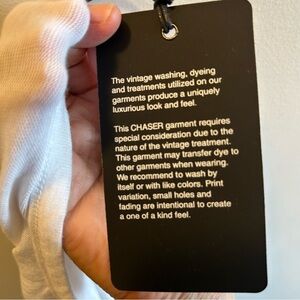 The vintage washing, dyeing
and treatments utilized on our
garments produce a uniquely
luxurious look and feel.
This CHASER garment requires
special consideration due to the
nature of the vintage treatment.
This garment may transfer dye to
other garments when wearing.
We recommend to wash by
itself or with like colors. Print
variation, small holes and
fading are intentional to create
a one of a kind feel.